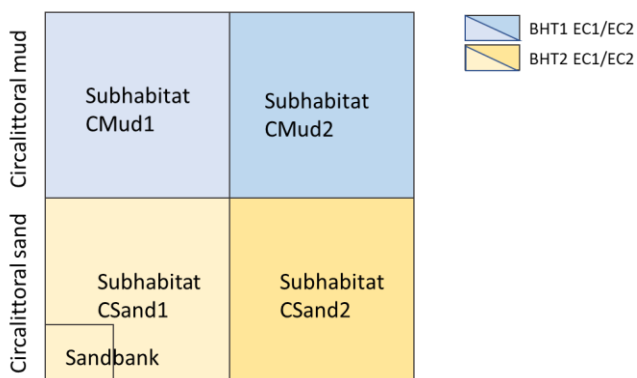 Circalittoral mud
Subhabitat
CMud1
Subhabitat
CMud2
BHT1 EC1/EC2
BHT2 EC1/EC2
Circalittoral sand
Subhabitat
CSand1
Subhabitat
CSand2
Sandbank